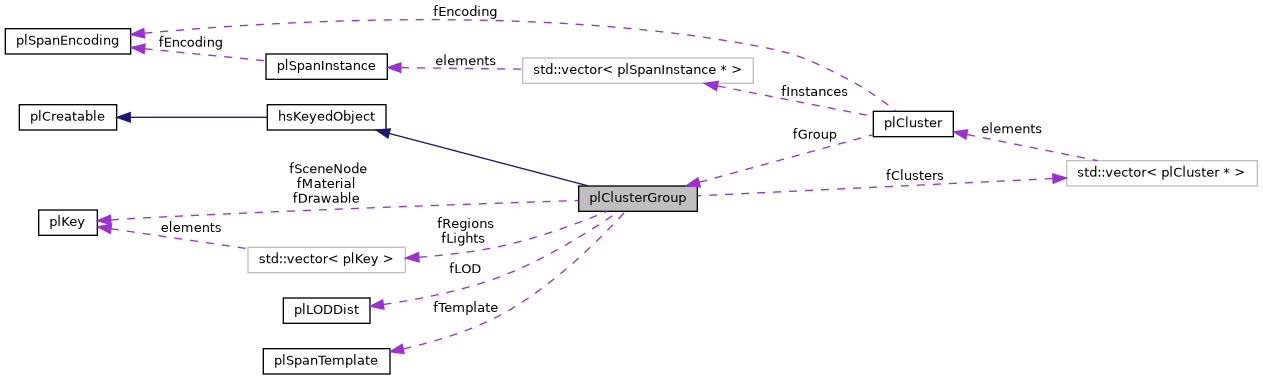 fEncoding
plSpanEncoding
fEncoding
plSpanInstance
elements
std::vector< plSpanInstance * >
fInstances
plCreatable
hsKeyedObject
plCluster
elements
fGroup
std::vector< plCluster * >
fClusters
fSceneNode
fMaterial
fDrawable
plClusterGroup
plKey
elements
fRegions
fLights
std::vector< plKey >
fLOD
plLODDist
fTemplate
plSpanTemplate